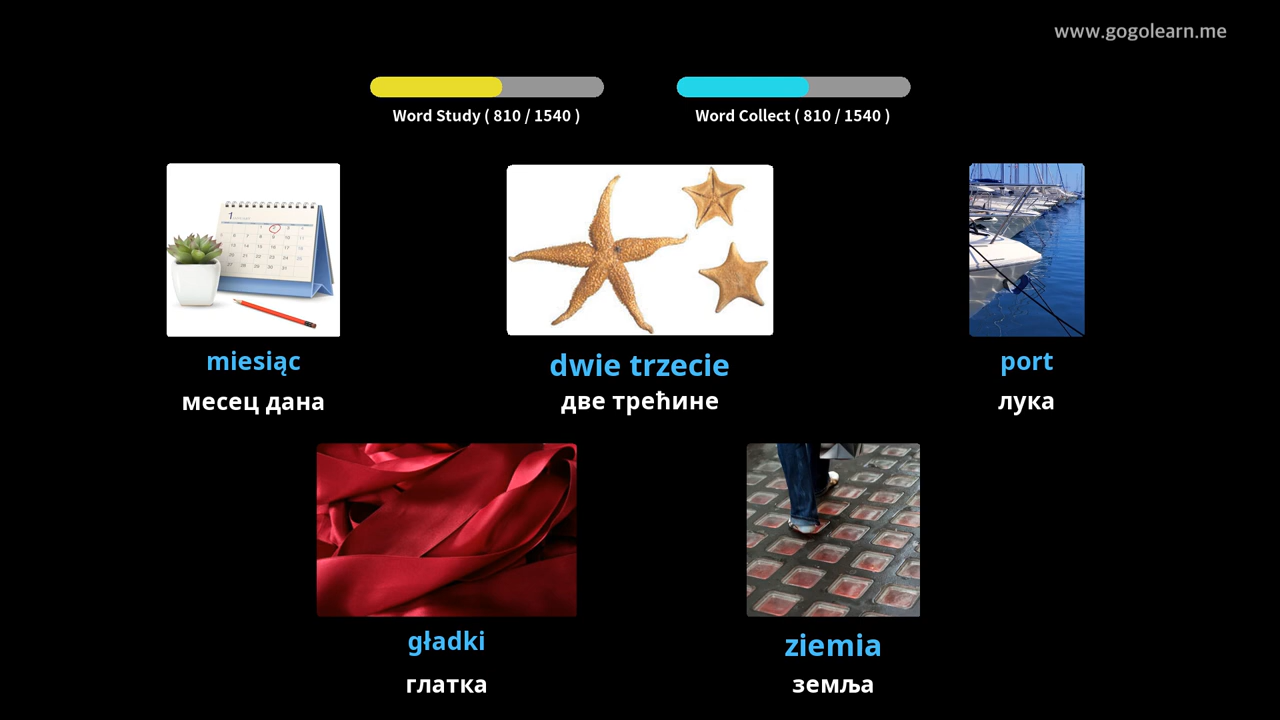 www.gogolearn.me
Word Study ( 810 / 1540 )
Word Collect ( 810 / 1540 )
miesiąc
месец дана
dwie trzecie
две трећине
port
лука
gładki
глатка
ziemia
земља